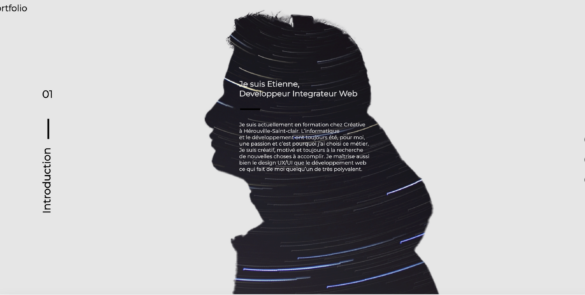 ortfolio
01
Introduction
Je suis Etienne,
Developpeur Integrateur Web
Je suis actuellement en formation chez Créative
à Hérouville-Saint-clair. L'informatique
et le développement ont toujours été, pour moi,
une passion et c'est pourquoi j'ai choisi ce métier.
Je suis créatif, motivé et toujours à la recherche
de nouvelles choses à accomplir. Je maîtrise aussi
bien le design UX/UI que le développement web
ce qui fait de moi quelqu'un de très polyvalent.